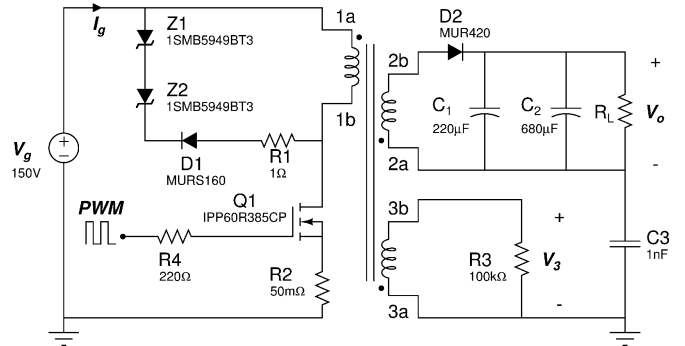 Z1
1SMB5949BT3
Ig
1a
D2
MUR420
2b
Z2
1SMB5949BT3
1b
C1
220µF
C2
680µF
RL
+
Vo
-
Vg
150V
+
-
D1
MURS160
R1
1Ω
2a
Q1
IPP60R385CP
3b
PWM
+
V3
-
R4
220Ω
R2
50mΩ
R3
100kΩ
C3
1nF
3a